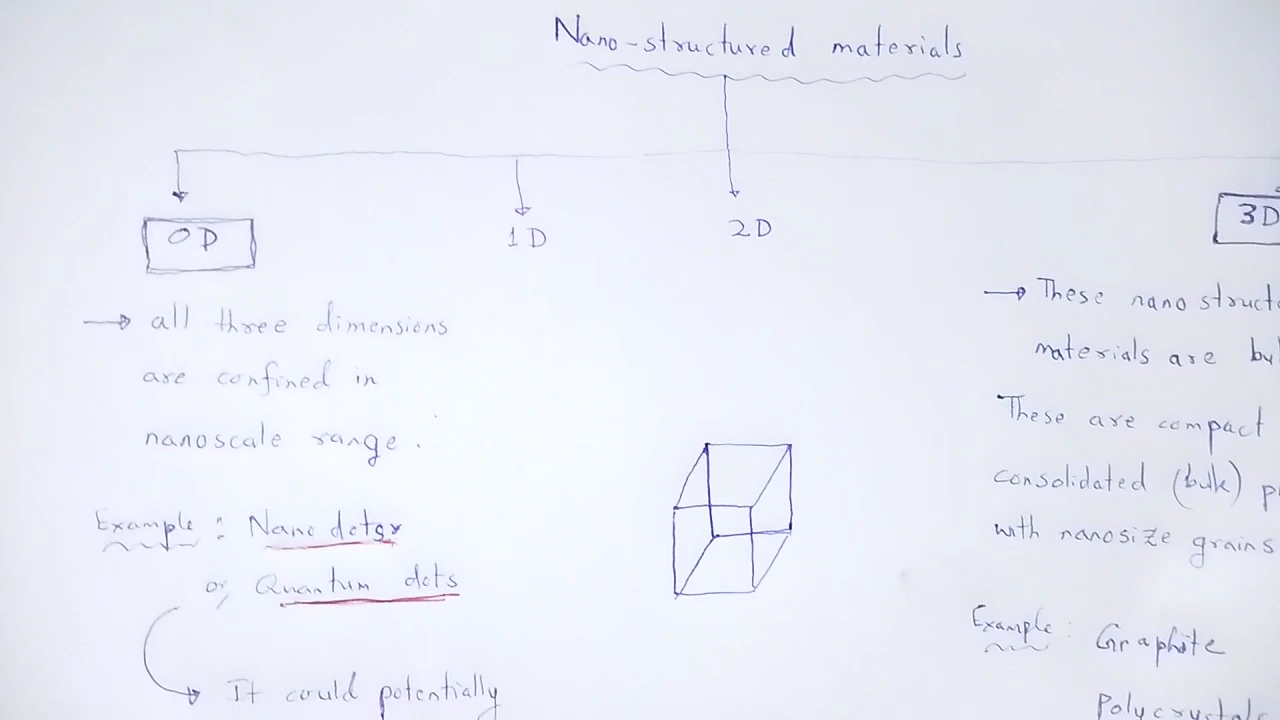 Nano-structured materials
0D
1D
2D
3D
→ all three dimensions
are confined in
nanoscale range.
Example : Nano dots
or, Quantum dots
→ It could potentially
→ These nano struct
materials are
These are compact
consolidated (bulk)
with nanosize grains
Example : Graphite
Polycrystals